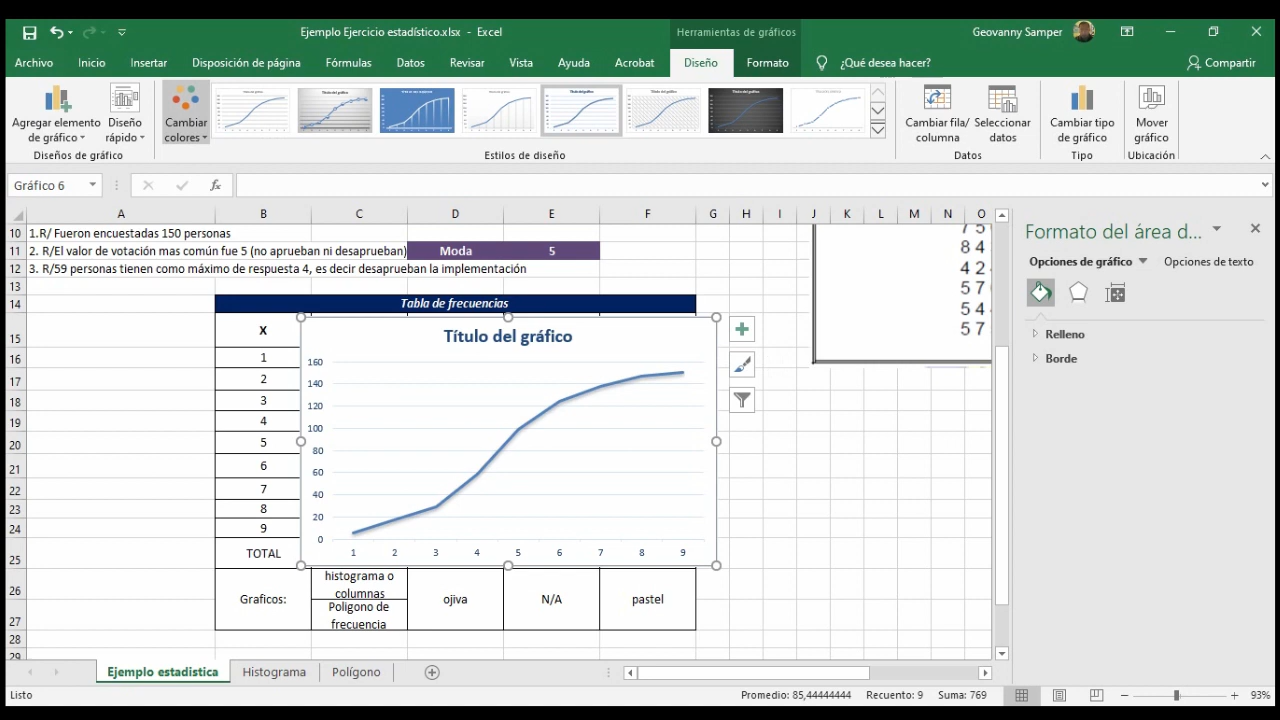 Ejemplo Ejercicio estadístico.xlsx - Excel
Herramientas de gráficos
Geovanny Samper
Archivo Inicio Insertar Disposición de página Fórmulas Datos Revisar Vista Ayuda Acrobat Diseño Formato ¿Qué desea hacer? Compartir
Agregar elemento de gráfico
Diseño rápido
Cambiar colores
Cambiar fila/columna
Seleccionar datos
Cambiar tipo de gráfico
Mover gráfico
Diseños de gráfico
Estilos de diseño
Datos
Tipo
Ubicación
Gráfico 6
fx
A B C D E F G H I J K L M N O
10 1.R/ Fueron encuestadas 150 personas
11 2. R/El valor de votación mas común fue 5 (no aprueban ni desaprueban) Moda 5
12 3. R/59 personas tienen como máximo de respuesta 4, es decir desaprueban la implementación
13
14 Tabla de frecuencias
15 X
16 1
17 2
18 3
19 4
20 5
21 6
22 7
23 8
24 9
25 TOTAL
26 Graficos: histograma o columnas ojiva N/A pastel
27 Poligono de frecuencia
28
29
Título del gráfico
160
140
120
100
80
60
40
20
0
1 2 3 4 5 6 7 8 9
8 4
4 2
5 4
5 7
Formato del área d...
Opciones de gráfico Opciones de texto
Relleno
Borde
Ejemplo estadistica Histograma Polígono
Listo
Promedio: 85,44444444 Recuento: 9 Suma: 769
93%